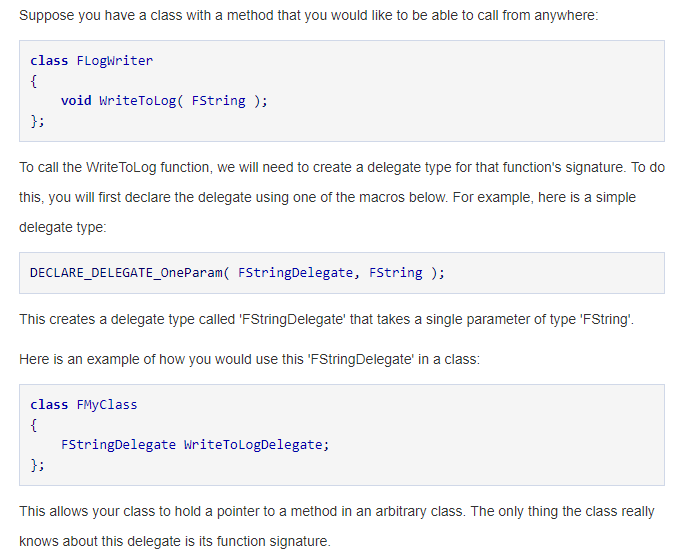 Suppose you have a class with a method that you would like to be able to call from anywhere:
class FLogWriter
{
    void WriteToLog( FString );
};
To call the WriteToLog function, we will need to create a delegate type for that function's signature. To do
this, you will first declare the delegate using one of the macros below. For example, here is a simple
delegate type:
DECLARE_DELEGATE_OneParam( FStringDelegate, FString );
This creates a delegate type called 'FStringDelegate' that takes a single parameter of type 'FString'.
Here is an example of how you would use this 'FStringDelegate' in a class:
class FMyClass
{
    FStringDelegate WriteToLogDelegate;
};
This allows your class to hold a pointer to a method in an arbitrary class. The only thing the class really
knows about this delegate is its function signature.